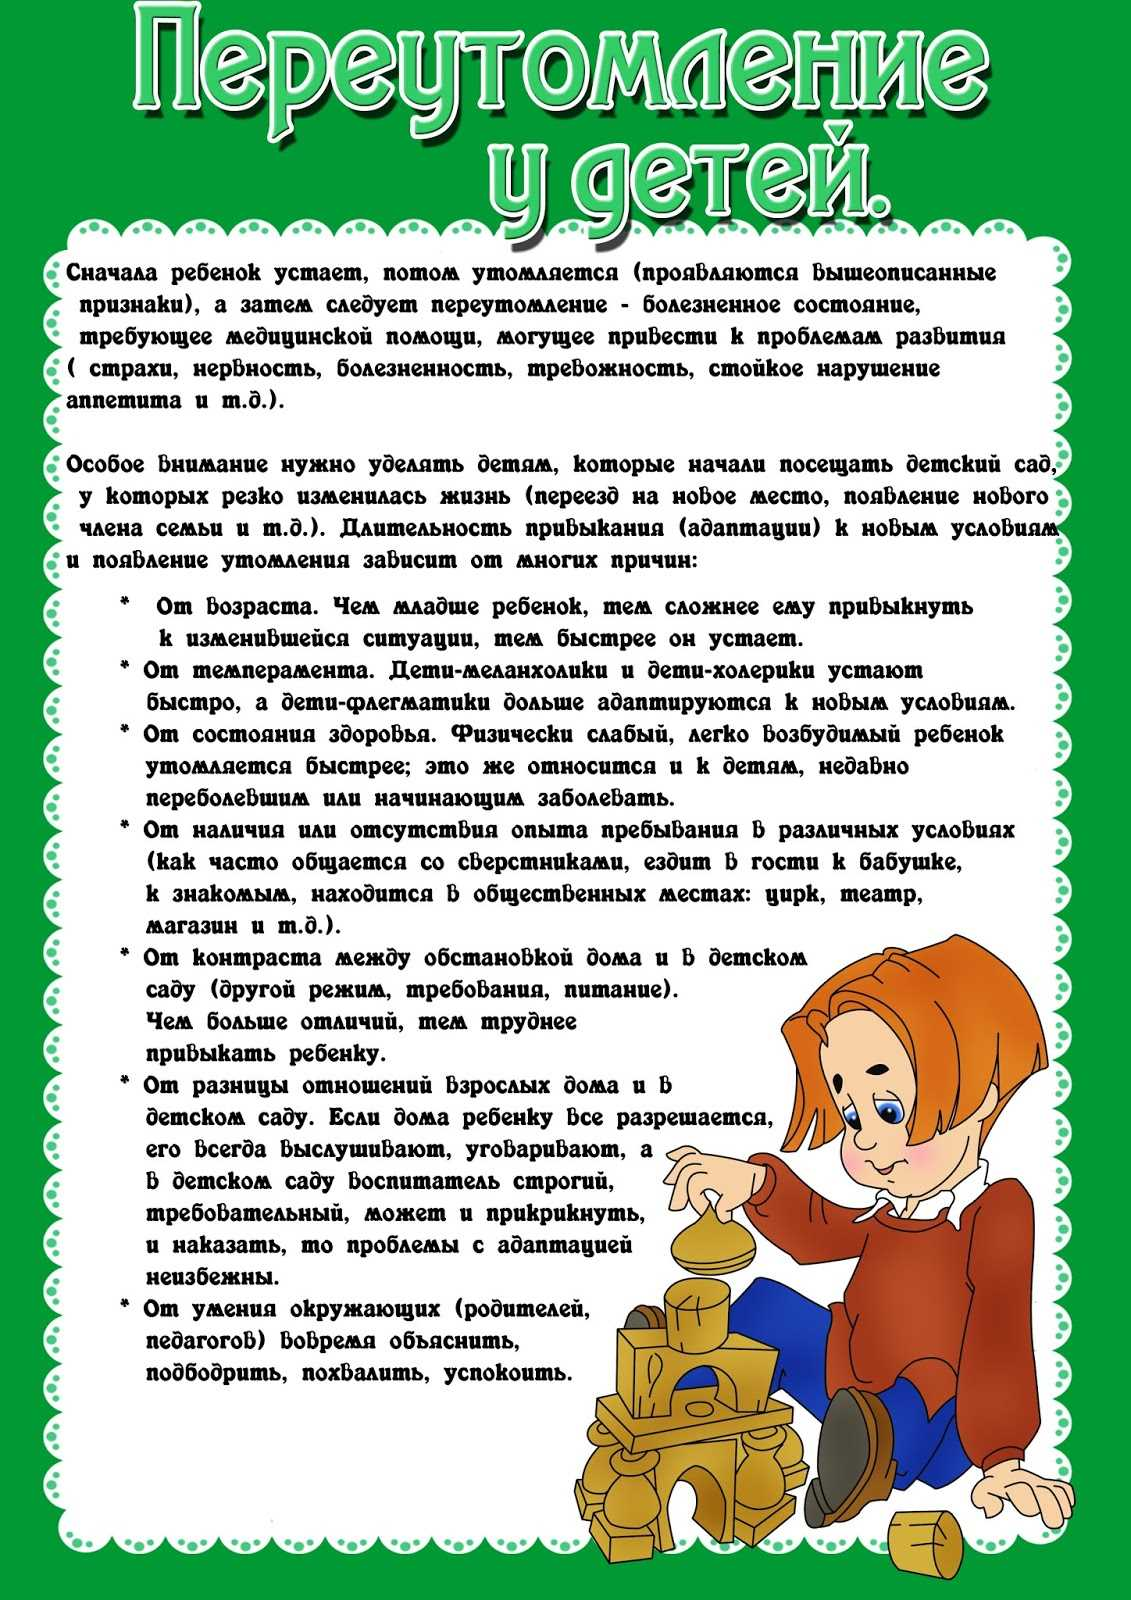 Переутомление
у детей.
Сначала ребенок устает, потом утомляется (проявляются вышеописанные
признаки), а затем следует переутомление - болезненное состояние,
требующее медицинской помощи, могущее привести к проблемам развития
( страхи, нервность, болезненность, тревожность, стойкое нарушение
аппетита и т.д.).
Особое внимание нужно уделять детям, которые начали посещать детский сад,
у которых резко изменилась жизнь (переезд на новое место, появление нового
члена семьи и т.д.). Длительность привыкания (адаптации) к новым условиям
и появление утомления зависит от многих причин:
* От возраста. Чем младше ребенок, тем сложнее ему привыкнуть
к изменившейся ситуации, тем быстрее он устает.
* От темперамента. Дети-меланхолики и дети-холерики устают
быстро, а дети-флегматики дольше адаптируются к новым условиям.
* От состояния здоровья. Физически слабый, легко возбудимый ребенок
утомляется быстрее; это же относится и к детям, недавно
переболевшим или начинающим заболевать.
* От наличия или отсутствия опыта пребывания в различных условиях
(как часто общается со сверстниками, ездит в гости к бабушке,
к знакомым, находится в общественных местах: цирк, театр,
магазин и т.д.).
* От контраста между обстановкой дома и в детском
саду (другой режим, требования, питание).
Чем больше отличий, тем труднее
привыкать ребенку.
* От разницы отношений взрослых дома и в
детском саду. Если дома ребенку все разрешается,
его всегда выслушивают, уговаривают, а
в детском саду воспитатель строгий,
требовательный, может и прикрикнуть,
и наказать, то проблемы с адаптацией
неизбежны.
* От умения окружающих (родителей,
педагогов) вовремя обьяснить,
подбодрить, похвалить, успокоить.